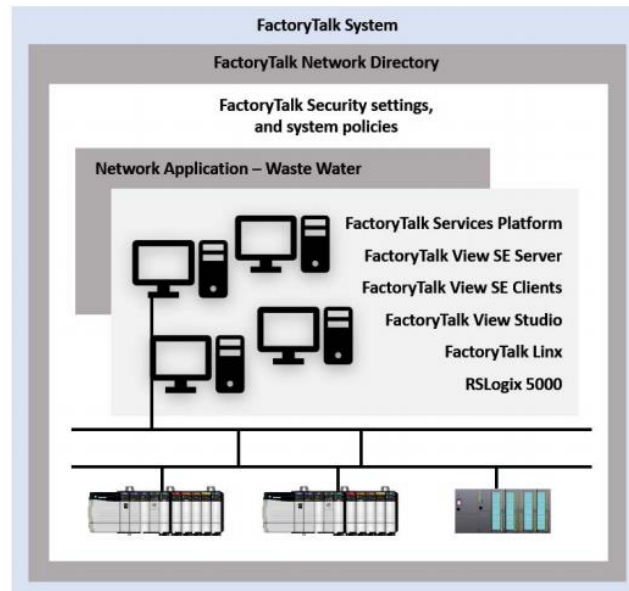 FactoryTalk System
FactoryTalk Network Directory
FactoryTalk Security settings,
and system policies
Network Application – Waste Water
FactoryTalk Services Platform
FactoryTalk View SE Server
FactoryTalk View SE Clients
FactoryTalk View Studio
FactoryTalk Linx
RSLogix 5000